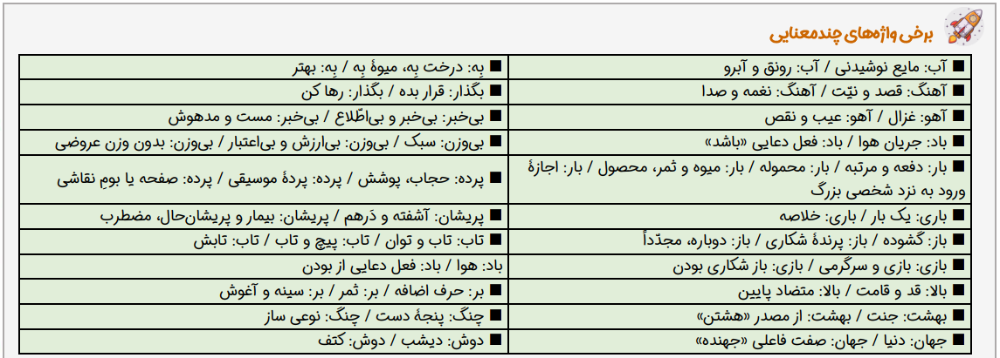 برخی واژه‌های چندمعنایی
■ آب: مایع نوشیدنی / آب: رونق و آبرو
■ بِه: درخت بِه، میوهٔ بِه / بِه: بهتر
■ آهنگ: قصد و نیّت / آهنگ: نغمه و صدا
■ بگذار: قرار بده / بگذار: رها کن
■ آهو: غزال / آهو: عیب و نقص
■ بی‌خبر: بی‌خبر و بی‌اطّلاع / بی‌خبر: مست و مدهوش
■ باد: جریان هوا / باد: فعل دعایی «باشد»
■ بی‌وزن: سبک / بی‌وزن: بی‌ارزش و بی‌اعتبار / بی‌وزن: بدون وزن عروضی
■ بار: دفعه و مرتبه / بار: محموله / بار: میوه و ثمر، محصول / بار: اجازهٔ
ورود به نزد شخصی بزرگ
■ پرده: حجاب، پوشش / پرده: پردهٔ موسیقی / پرده: صفحه یا بومِ نقاشی
■ باری: یک بار / باری: خلاصه
■ پریشان: آشفته و دَرهم / پریشان: بیمار و پریشان‌حال، مضطرب
■ باز: گشوده / باز: پرندهٔ شکاری / باز: دوباره، مجدّداً
■ تاب: تاب و توان / تاب: پیچ و تاب / تاب: تابش
■ بازی: بازی و سرگرمی / بازی: باز شکاری بودن
باد: هوا / باد: فعل دعایی از بودن
■ بالا: قد و قامت / بالا: متضاد پایین
■ بر: حرف اضافه / بر: ثمر / بر: سینه و آغوش
■ بهشت: جنت / بهشت: از مصدر «هشتن»
■ چنگ: پنجهٔ دست / چنگ: نوعی ساز
■ جهان: دنیا / جهان: صفت فاعلی «جهنده»
■ دوش: دیشب / دوش: کتف